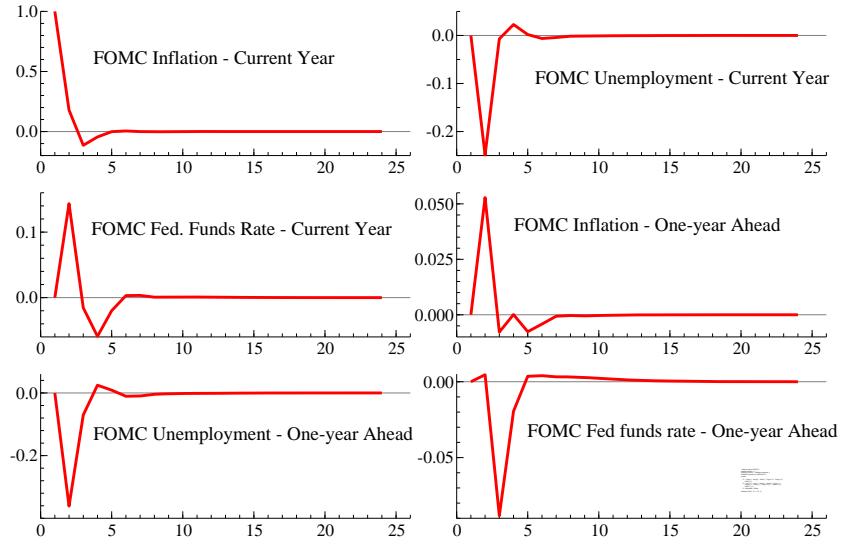 1.0
0.5
0.0
FOMC Inflation - Current Year
0 5 10 15 20 25
0.0
-0.1
-0.2
FOMC Unemployment - Current Year
0 5 10 15 20 25
0.1
0.0
FOMC Fed. Funds Rate - Current Year
0 5 10 15 20 25
0.050
0.025
0.000
FOMC Inflation - One-year Ahead
0 5 10 15 20 25
0.0
-0.2
FOMC Unemployment - One-year Ahead
0 5 10 15 20 25
0.00
-0.05
FOMC Fed funds rate - One-year Ahead
0 5 10 15 20 25